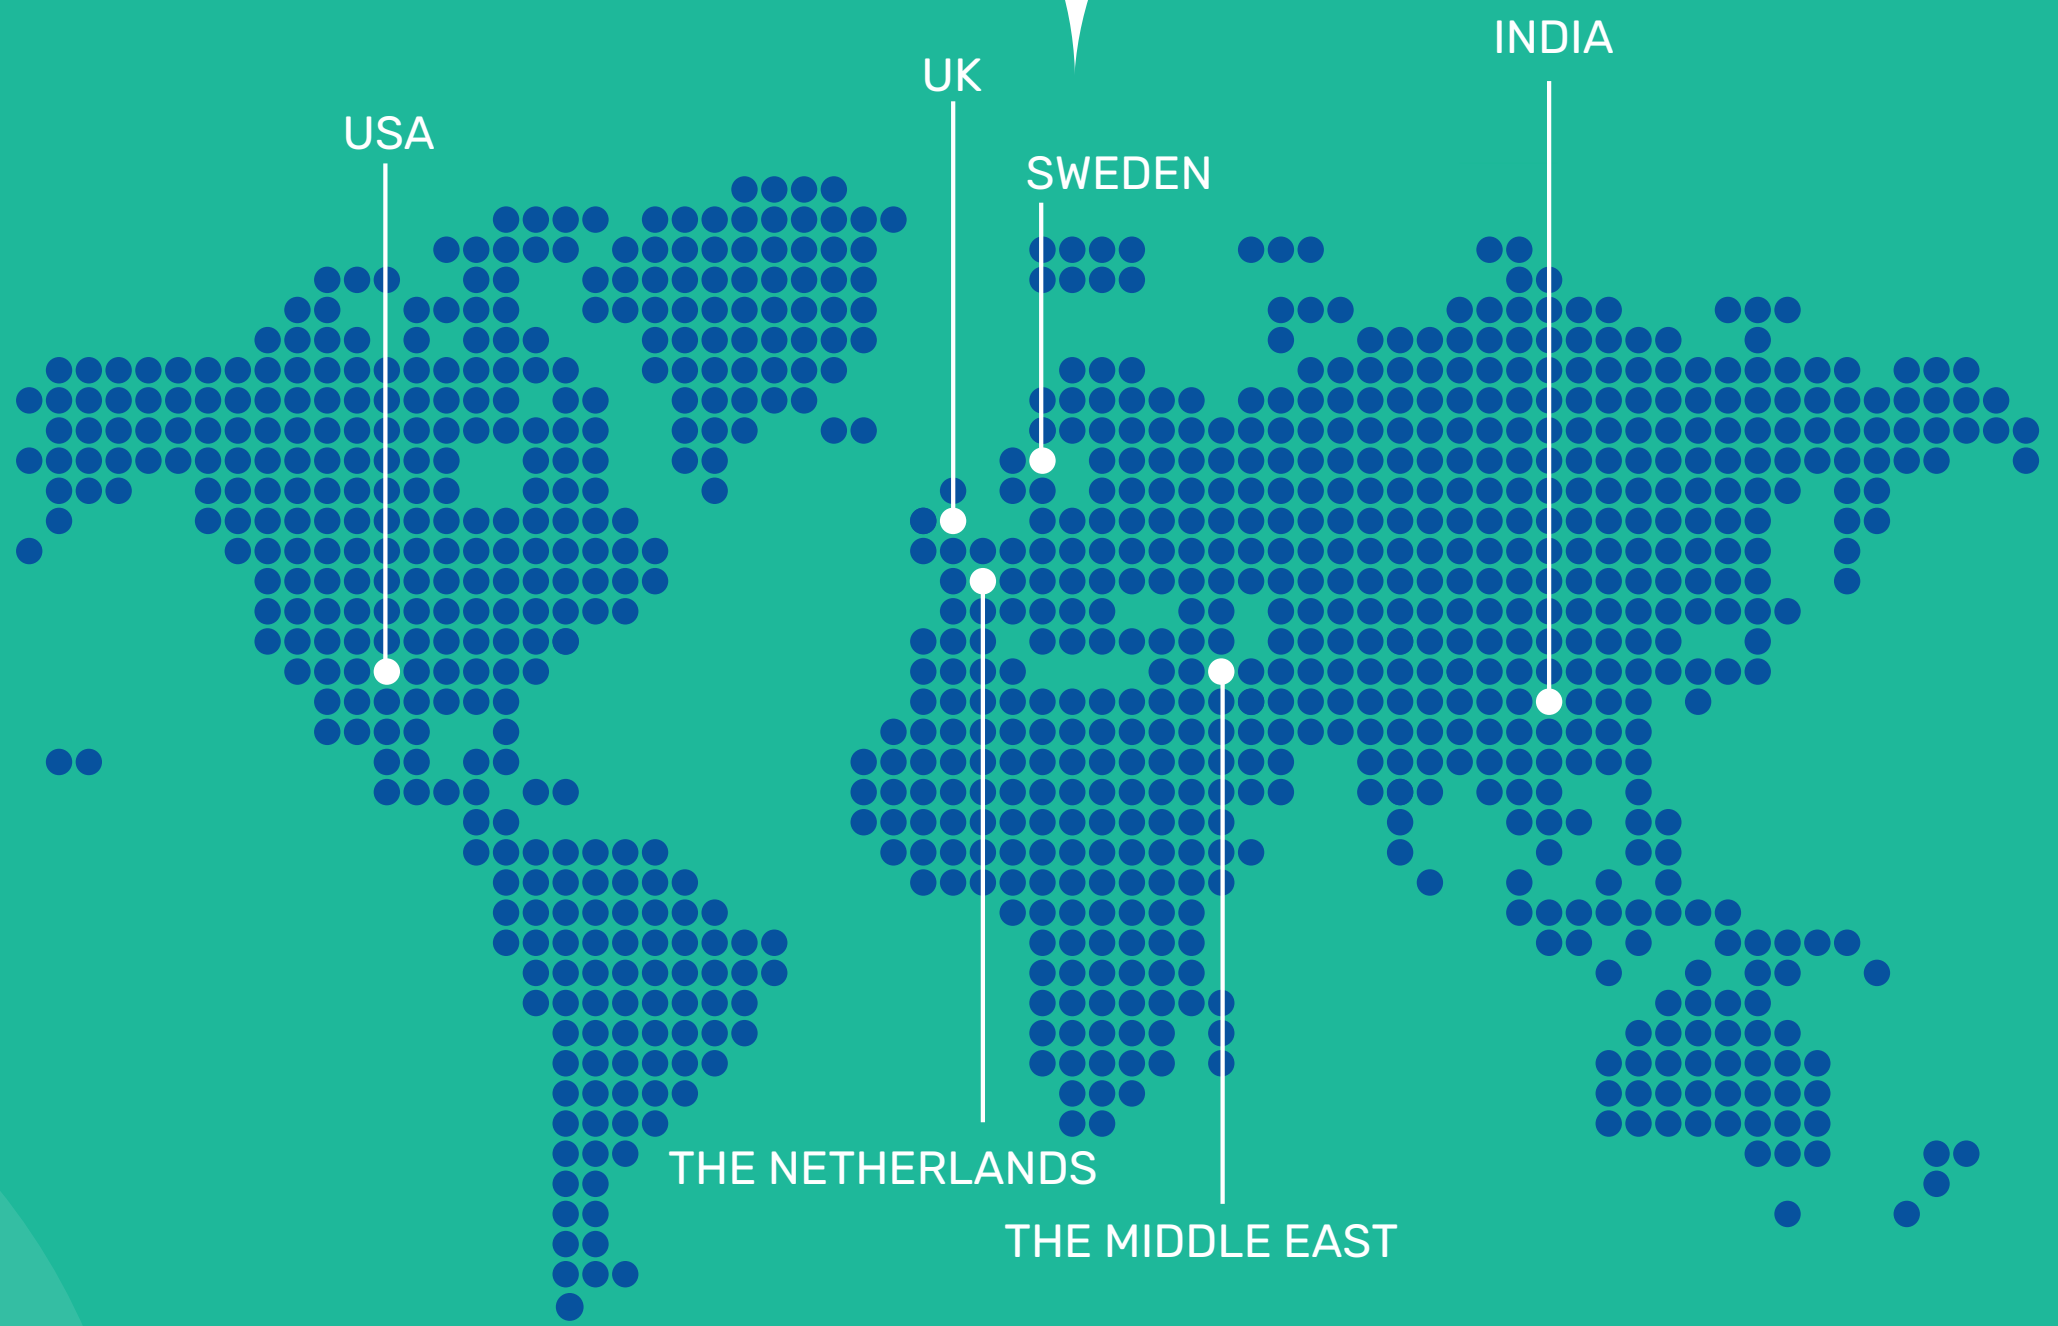 INDIA
UK
USA
SWEDEN
THE NETHERLANDS
THE MIDDLE EAST